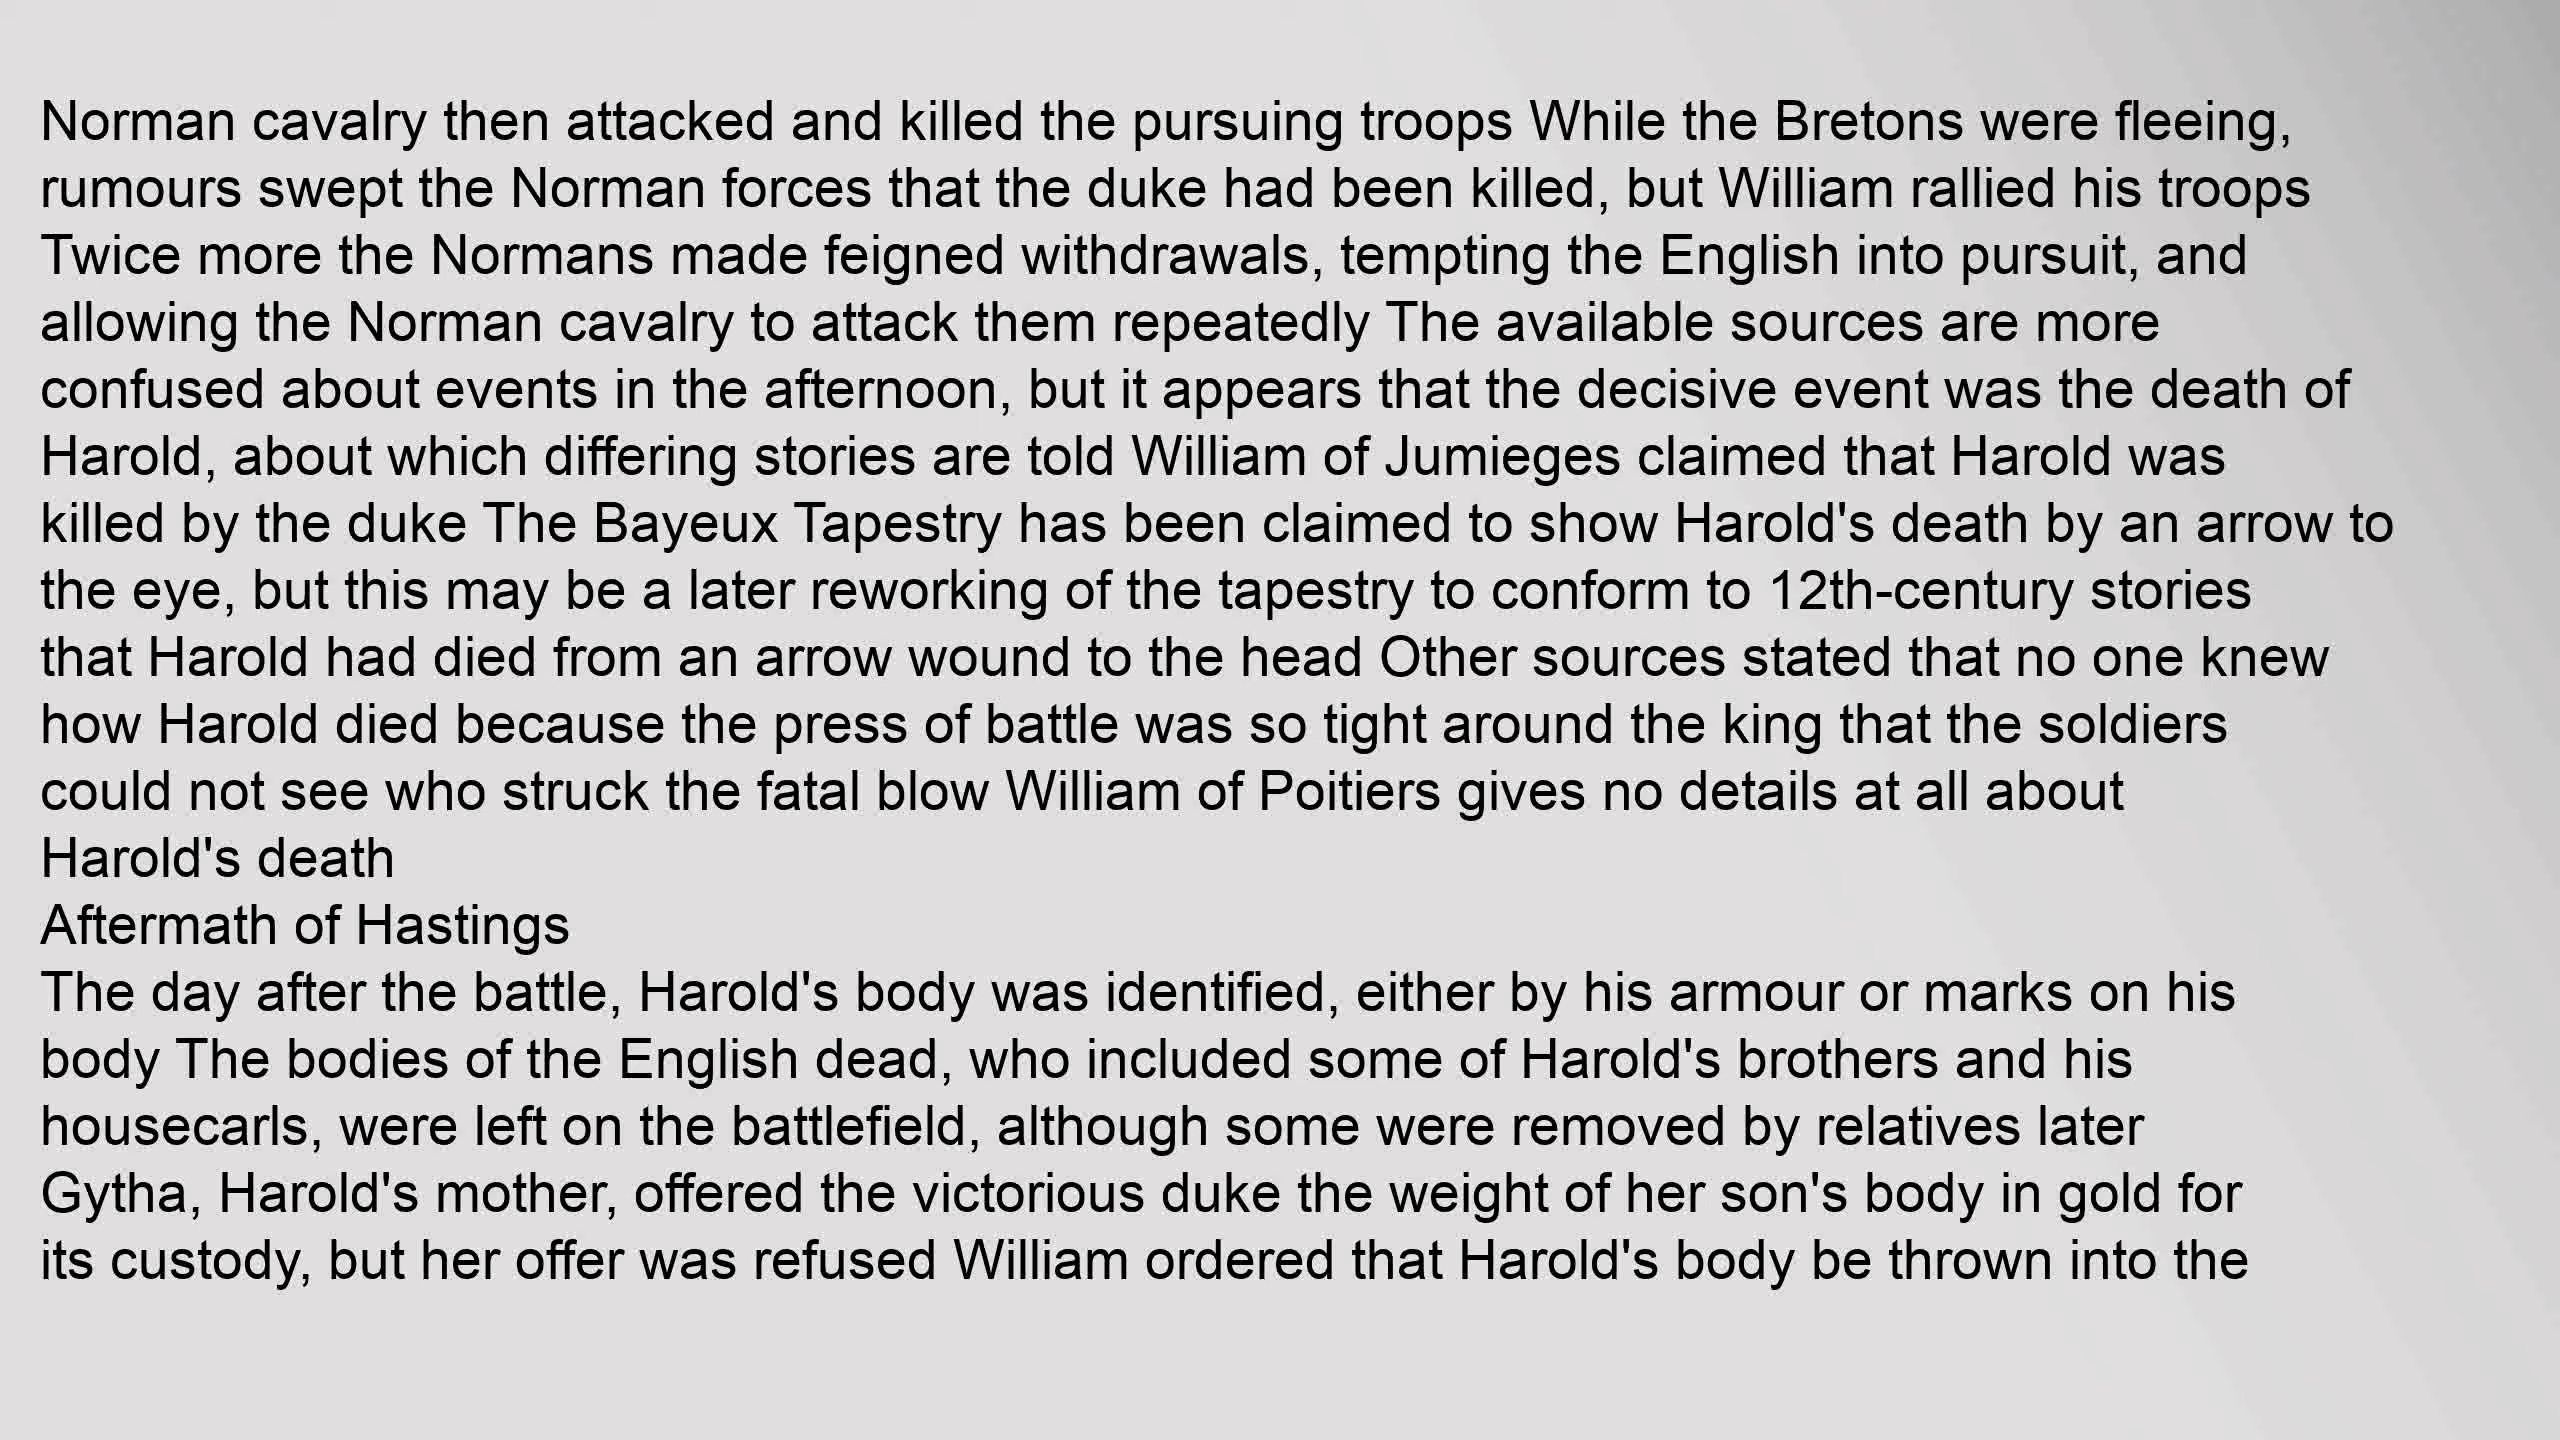 Norman cavalry then attacked and killed the pursuing troops While the Bretons were fleeing,
rumours swept the Norman forces that the duke had been killed, but William rallied his troops
Twice more the Normans made feigned withdrawals, tempting the English into pursuit, and
allowing the Norman cavalry to attack them repeatedly The available sources are more
confused about events in the afternoon, but it appears that the decisive event was the death of
Harold, about which differing stories are told William of Jumieges claimed that Harold was
killed by the duke The Bayeux Tapestry has been claimed to show Harold's death by an arrow to
the eye, but this may be a later reworking of the tapestry to conform to 12th-century stories
that Harold had died from an arrow wound to the head Other sources stated that no one knew
how Harold died because the press of battle was so tight around the king that the soldiers
could not see who struck the fatal blow William of Poitiers gives no details at all about
Harold's death
Aftermath of Hastings
The day after the battle, Harold's body was identified, either by his armour or marks on his
body The bodies of the English dead, who included some of Harold's brothers and his
housecarls, were left on the battlefield, although some were removed by relatives later
Gytha, Harold's mother, offered the victorious duke the weight of her son's body in gold for
its custody, but her offer was refused William ordered that Harold's body be thrown into the